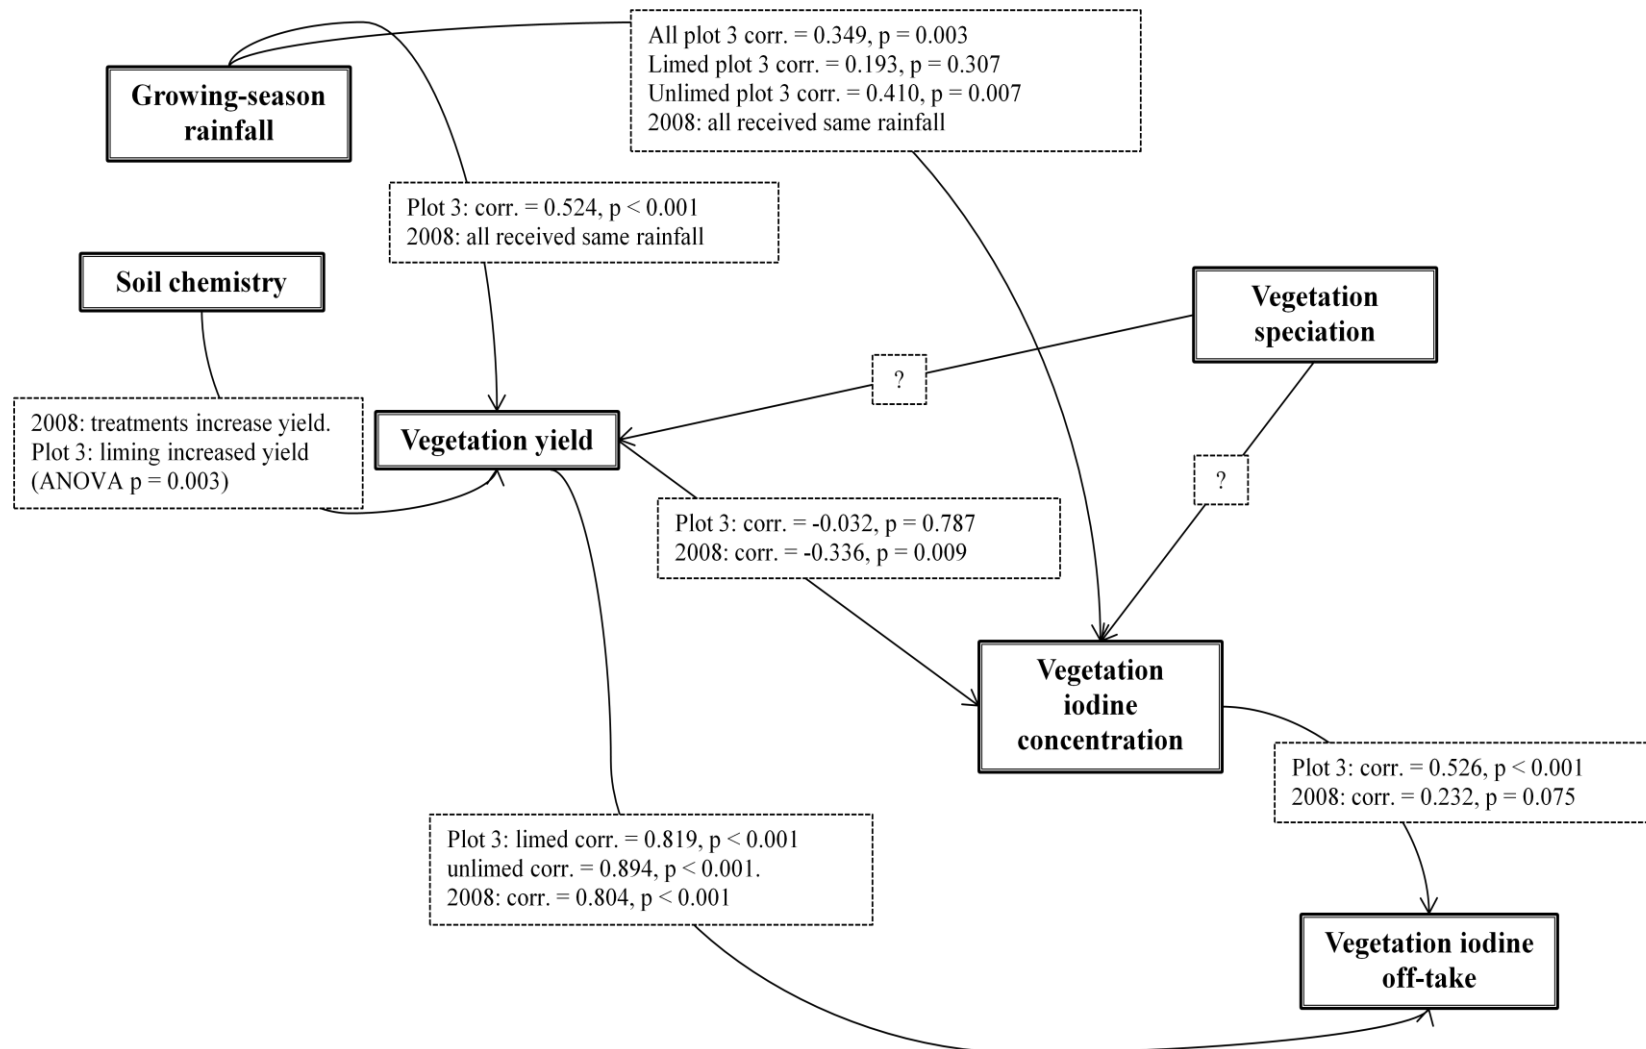 All plot 3 corr. = 0.349, p = 0.003
Limed plot 3 corr. = 0.193, p = 0.307
Unlimed plot 3 corr. = 0.410, p = 0.007
2008: all received same rainfall
Growing-season
rainfall
Plot 3: corr. = 0.524, p < 0.001
2008: all received same rainfall
Soil chemistry
Vegetation
speciation
?
2008: treatments increase yield.
Plot 3: liming increased yield
(ANOVA p = 0.003)
Vegetation yield
?
Plot 3: corr. = -0.032, p = 0.787
2008: corr. = -0.336, p = 0.009
Vegetation
iodine
concentration
Plot 3: corr. = 0.526, p < 0.001
2008: corr. = 0.232, p = 0.075
Plot 3: limed corr. = 0.819, p < 0.001
unlimed corr. = 0.894, p < 0.001.
2008: corr. = 0.804, p < 0.001
Vegetation iodine
off-take